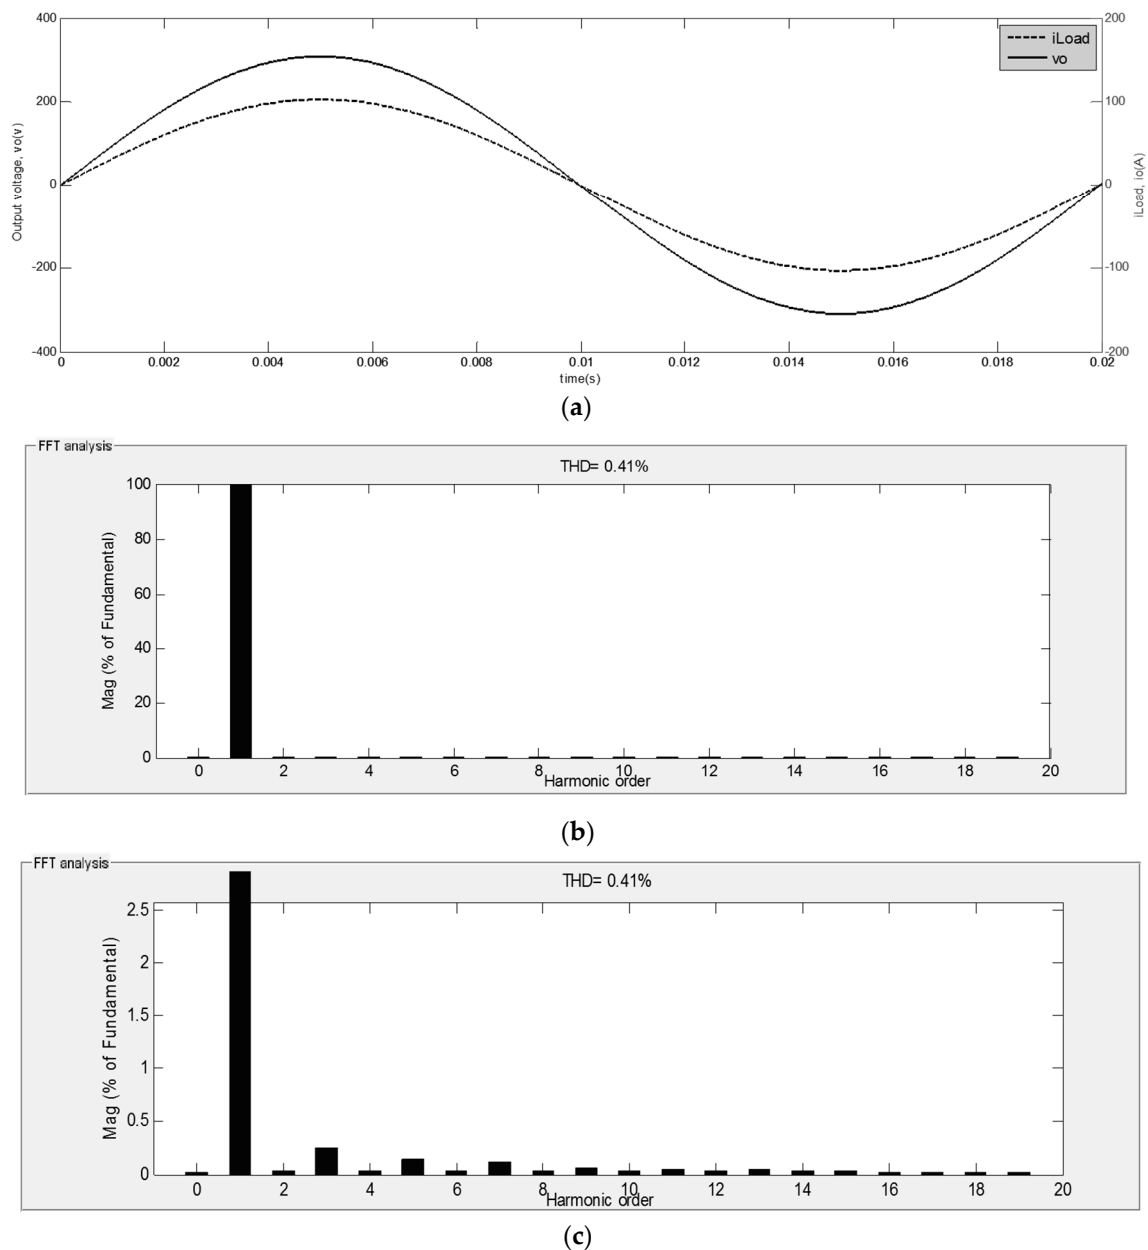 400
200
0
-200
-400
Output voltage, vo(v)
200
100
0
-100
-200
iLoad, io(A)
iLoad
vo
0 0.002 0.004 0.006 0.008 0.01 0.012 0.014 0.016 0.018 0.02
time(s)
(a)
FFT analysis
THD= 0.41%
100
80
60
40
20
0
Mag (% of Fundamental)
0 2 4 6 8 10 12 14 16 18 20
Harmonic order
(b)
FFT analysis
THD= 0.41%
2.5
2
1.5
1
0.5
0
Mag (% of Fundamental)
0 2 4 6 8 10 12 14 16 18 20
Harmonic order
(c)